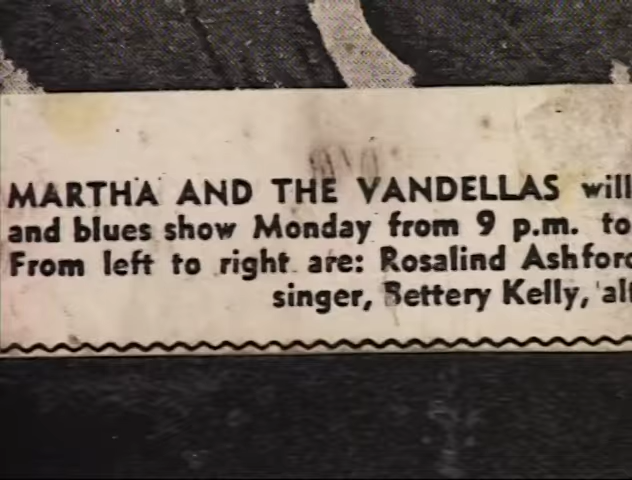 MARTHA AND THE VANDELLAS will
and blues show Monday from 9 p.m. to
From left to right are: Rosalind Ashford
singer, Bettery Kelly, alt